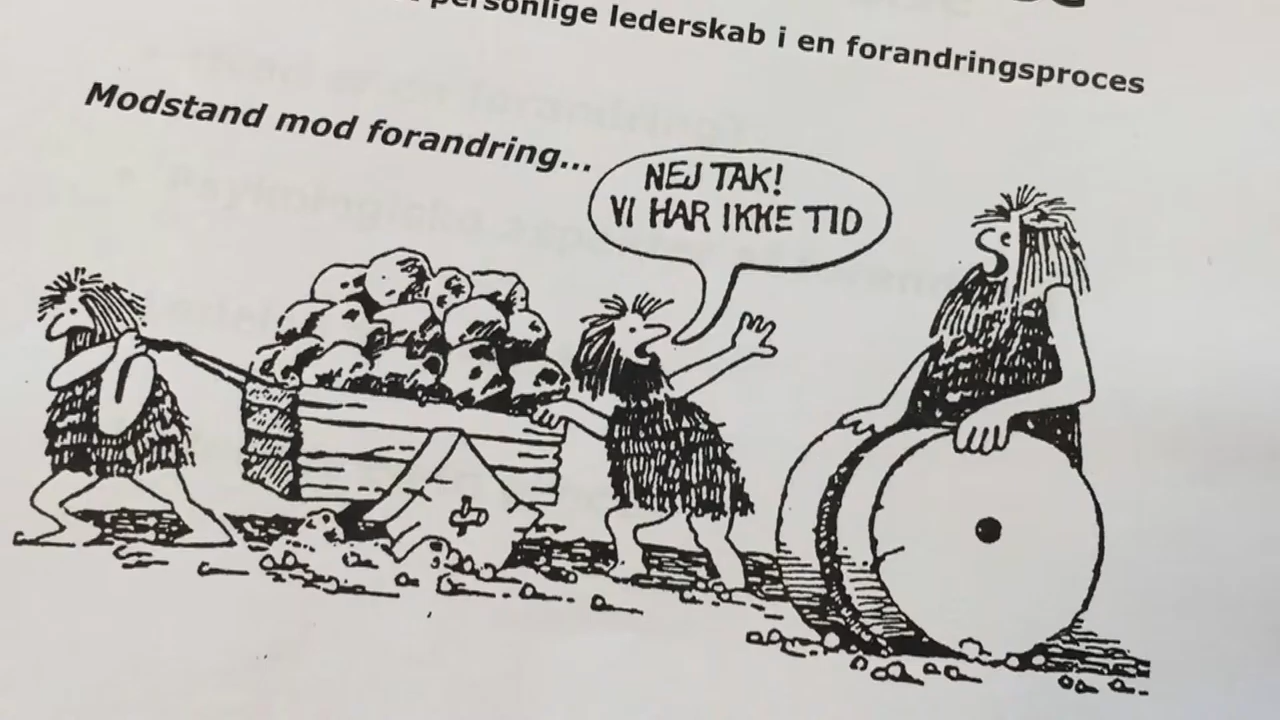 personlige lederskab i en forandringsproces
Modstand mod forandring...
NEJ TAK!
VI HAR IKKE TID